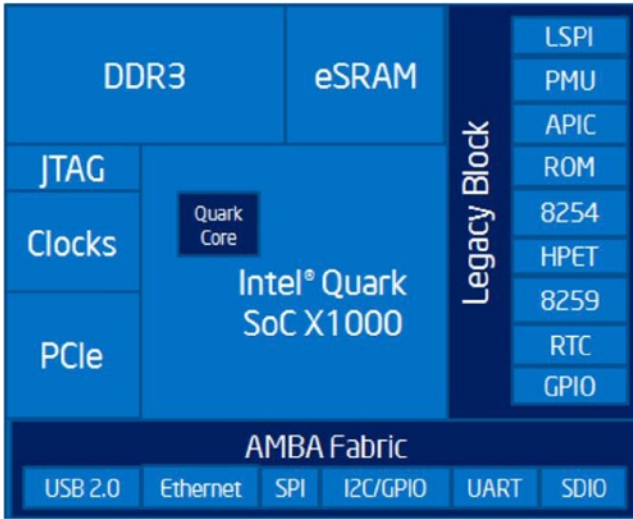 DDR3
eSRAM
JTAG
Clocks
PCIe
Quark
Core
Intel® Quark
SoC X1000
Legacy Block
LSPI
PMU
APIC
ROM
8254
HPET
8259
RTC
GPIO
AMBA Fabric
USB 2.0
Ethernet
SPI
I2C/GPIO
UART
SDIO